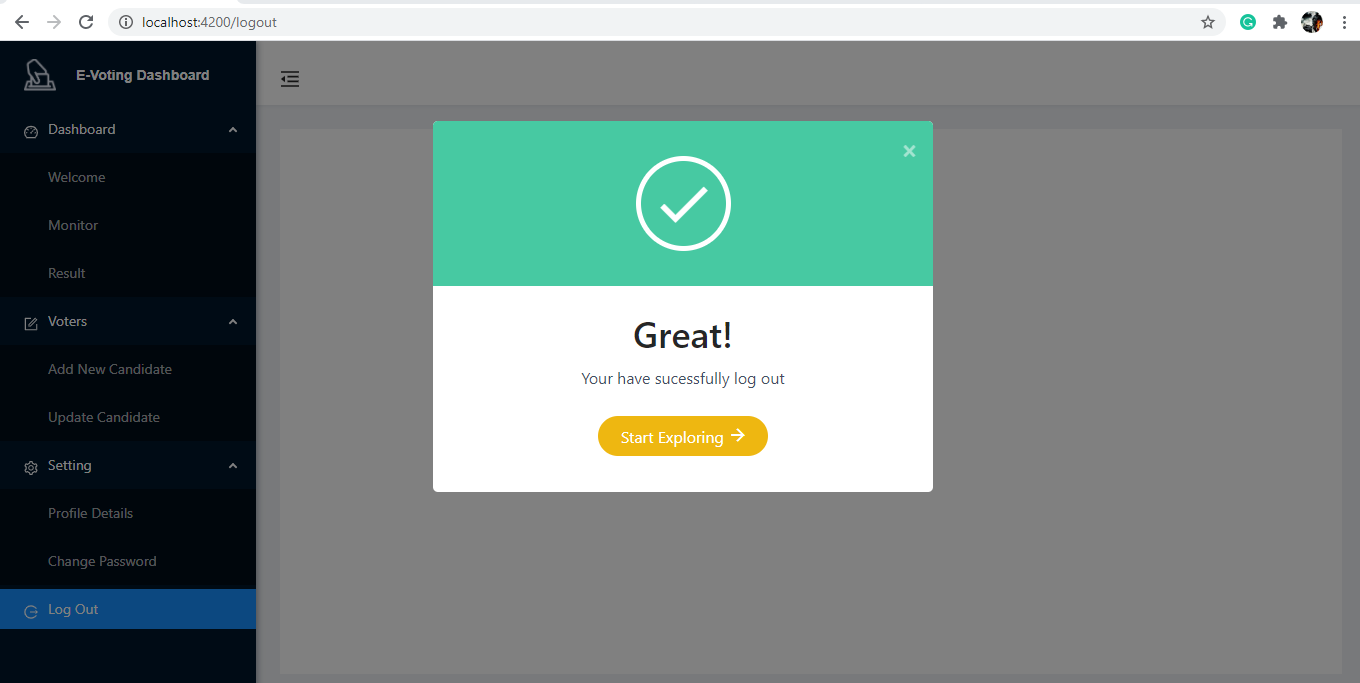 localhost:4200/logout
E-Voting Dashboard
Dashboard
Welcome
Monitor
Result
Voters
Add New Candidate
Update Candidate
Setting
Profile Details
Change Password
Log Out
Great!
Your have sucessfully log out
Start Exploring